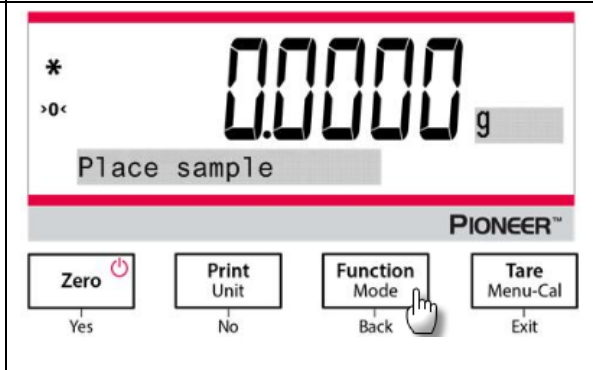 *
0.0000
>0< g
Place sample
PIONEER™
Zero Print Function Tare
Unit Mode Menu-Cal
Yes No Back Exit